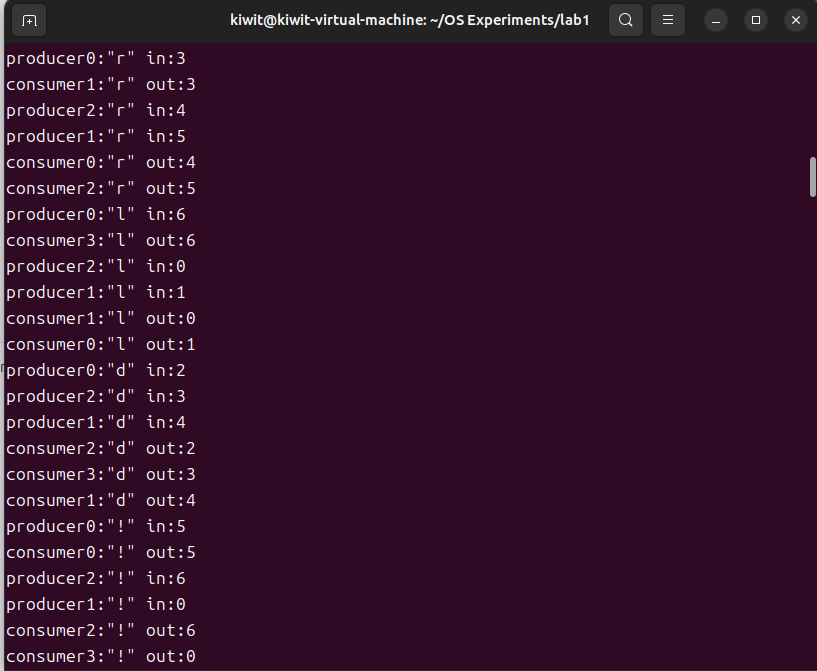 kiwit@kiwit-virtual-machine: ~/OS Experiments/lab1
producer0:"r" in:3
consumer1:"r" out:3
producer2:"r" in:4
producer1:"r" in:5
consumer0:"r" out:4
consumer2:"r" out:5
producer0:"l" in:6
consumer3:"l" out:6
producer2:"l" in:0
producer1:"l" in:1
consumer1:"l" out:0
consumer0:"l" out:1
producer0:"d" in:2
producer2:"d" in:3
producer1:"d" in:4
consumer2:"d" out:2
consumer3:"d" out:3
consumer1:"d" out:4
producer0:"!" in:5
consumer0:"!" out:5
producer2:"!" in:6
producer1:"!" in:0
consumer2:"!" out:6
consumer3:"!" out:0